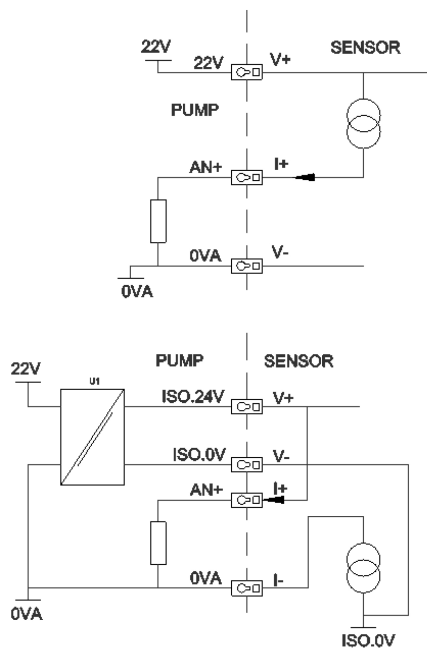 SENSOR
22V
22V V+
PUMP
AN+ I+
0VA V-
0VA
PUMP SENSOR
22V
U1
ISO.24V V+
ISO.0V V-
AN+ I+
0VA I-
0VA
ISO.0V